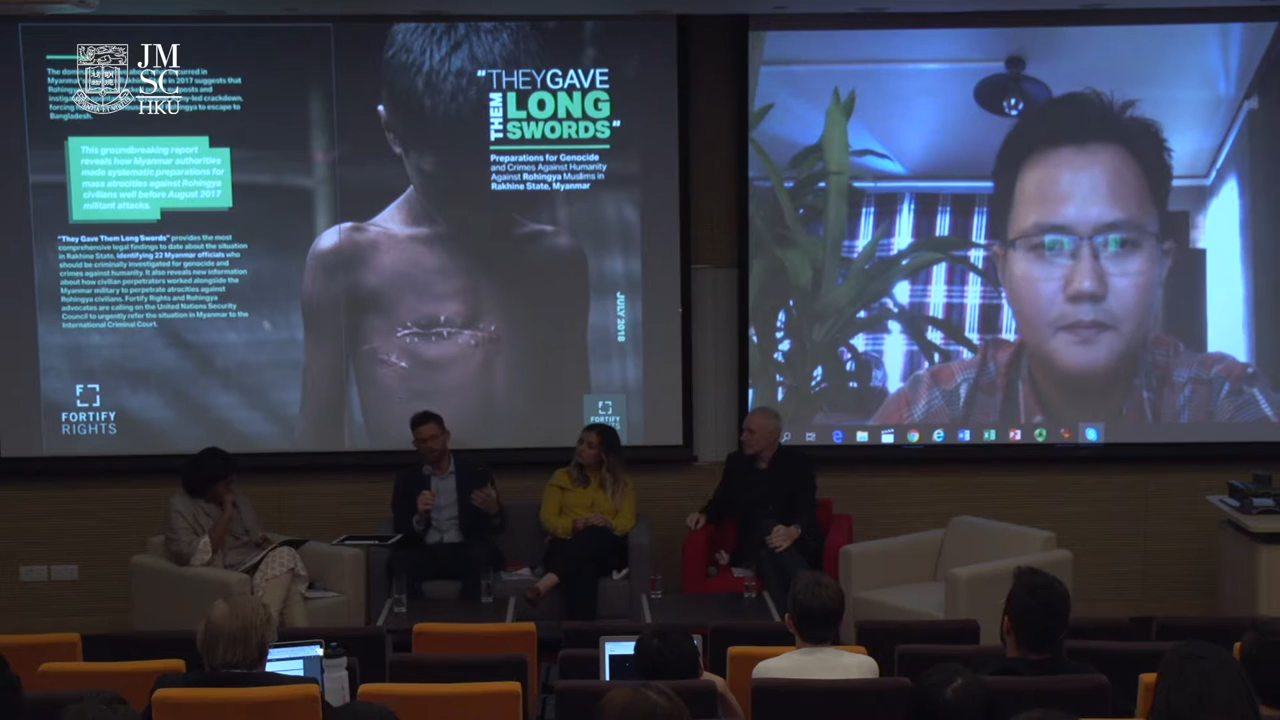 JM
SC
HKU
Bangladesh.
This groundbreaking report
reveals how Myanmar authorities
made systematic preparations for
mass atrocities against Rohingya
civilians well before August 2017
militant attacks.
"They Gave Them Long Swords" provides the most
comprehensive legal findings to date about the situation
in Rakhine State, identifying 22 Myanmar officials who
should be criminally investigated for genocide and
crimes against humanity. It also reveals new information
about how civilian perpetrators worked alongside the
Myanmar military to perpetrate atrocities against
Rohingya civilians. Fortify Rights and Rohingya
advocates are calling on the United Nations Security
Council to urgently refer the situation in Myanmar to the
International Criminal Court.
FORTIFY
RIGHTS
"THEY GAVE
THEM LONG
SWORDS"
Preparations for Genocide
and Crimes Against Humanity
Against Rohingya Muslims in
Rakhine State, Myanmar
JULY 2018
FORTIFY